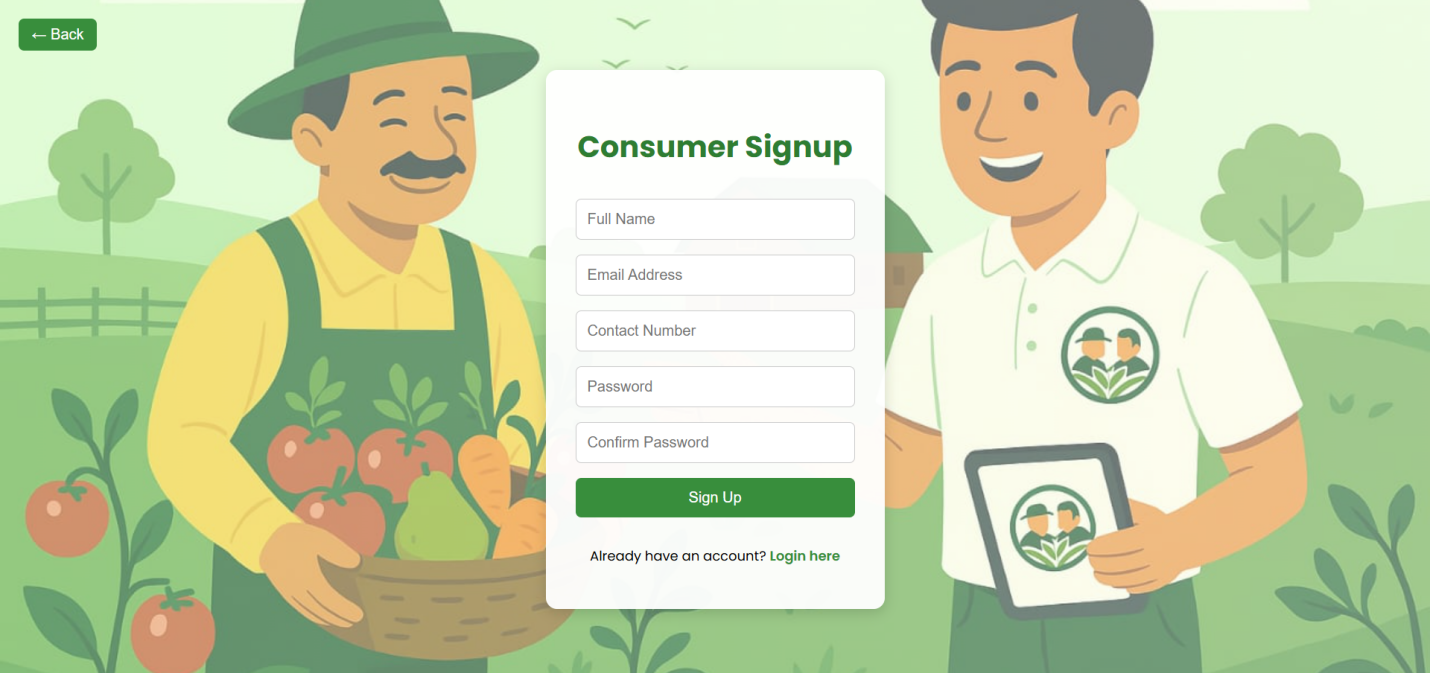 ← Back
Consumer Signup
Full Name
Email Address
Contact Number
Password
Confirm Password
Sign Up
Already have an account? Login here